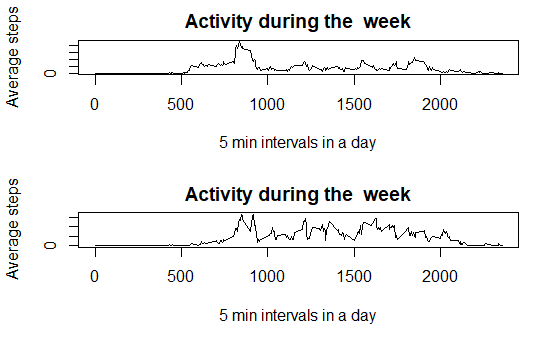 Activity during the  week
Average steps
0
0 500 1000 1500 2000
5 min intervals in a day
Activity during the  week
Average steps
0
0 500 1000 1500 2000
5 min intervals in a day